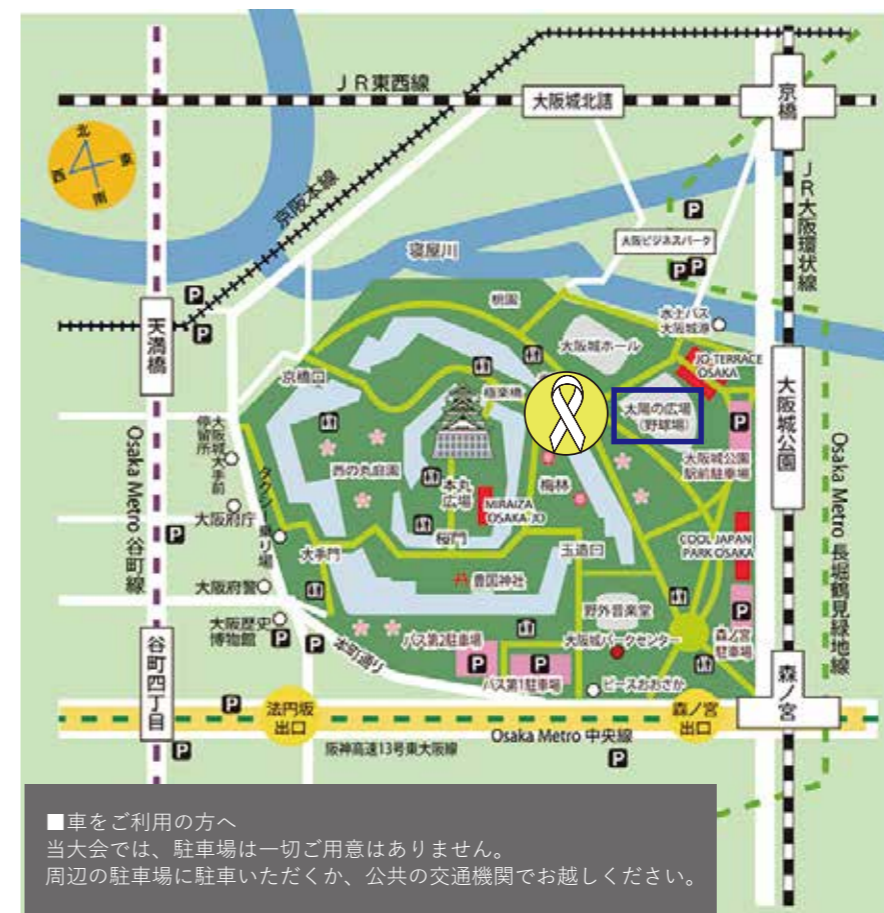 JR東西線
大阪城北詰
京橋
北
西
東
南
京阪本線
JR大阪環状線
P
大阪ビジネスパーク
寝屋川
P
P
P
桃園
天満橋
P
水上バス
大阪城港
大阪城ホール
JO-TERRACE
OSAKA
京橋口
極楽橋
太陽の広場
(野球場)
P
大阪城公園
大阪城公園
駅前駐車場
大阪城大手前
停留所
西の丸庭園
本丸
広場
梅林
MIRAIZA
OSAKA-JO
タクシー乗り場
大阪府庁
P
Osaka Metro 谷町線
Osaka Metro 長堀鶴見緑地線
桜門
大手門
玉造口
COOL JAPAN
PARK OSAKA
大阪府警
豊国神社
野外音楽堂
P
森ノ宮
駐車場
大阪歴史
博物館
P
P
本町通り
バス第2駐車場
P
P
バス第1駐車場
大阪城パークセンター
ピースおおさか
谷町四丁目
森ノ宮
P
法円坂
出口
森ノ宮
出口
Osaka Metro 中央線
阪神高速13号東大阪線
P
P
■車をご利用の方へ
当大会では、駐車場は一切ご用意はありません。
周辺の駐車場に駐車いただくか、公共の交通機関でお越しください。